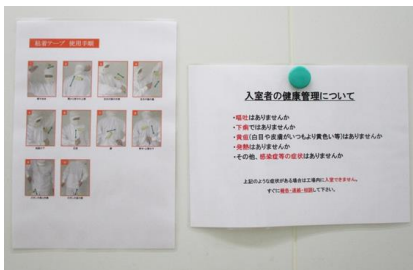 粘着テープ 使用手順
入室者の健康管理について
・嘔吐はありませんか
・下痢ではありませんか
・黄疸(白目や皮膚がいつもより黄色い等)はありませんか
・発熱はありませんか
・その他、感染症等の症状はありませんか
上記のような症状がある場合は工場内に入室できません。
すぐに報告・連絡・相談して下さい。